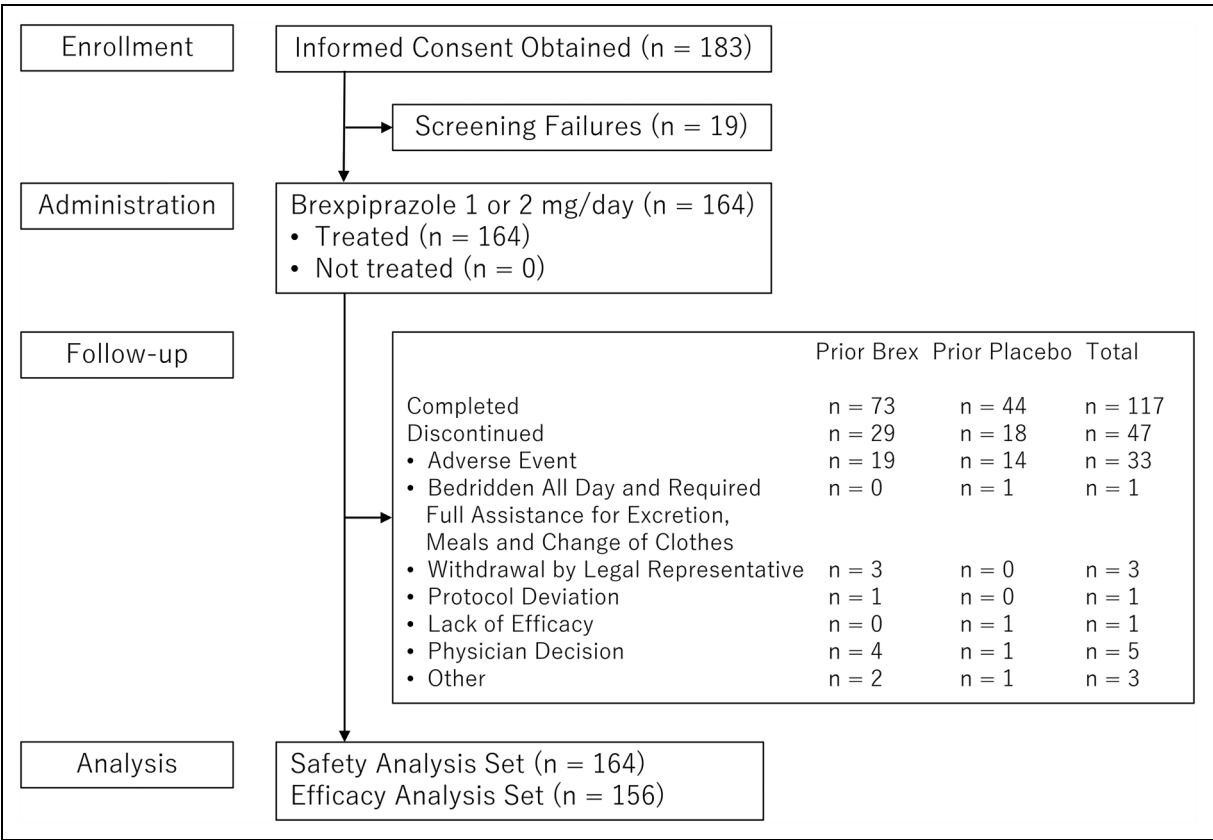 Enrollment
Informed Consent Obtained (n = 183)
Screening Failures (n = 19)
Administration
Brexpiprazole 1 or 2 mg/day (n = 164)
• Treated (n = 164)
• Not treated (n = 0)
Follow-up
Prior Brex Prior Placebo Total
Completed n = 73 n = 44 n = 117
Discontinued n = 29 n = 18 n = 47
• Adverse Event n = 19 n = 14 n = 33
• Bedridden All Day and Required n = 0 n = 1 n = 1
Full Assistance for Excretion,
Meals and Change of Clothes
• Withdrawal by Legal Representative n = 3 n = 0 n = 3
• Protocol Deviation n = 1 n = 0 n = 1
• Lack of Efficacy n = 0 n = 1 n = 1
• Physician Decision n = 4 n = 1 n = 5
• Other n = 2 n = 1 n = 3
Analysis
Safety Analysis Set (n = 164)
Efficacy Analysis Set (n = 156)